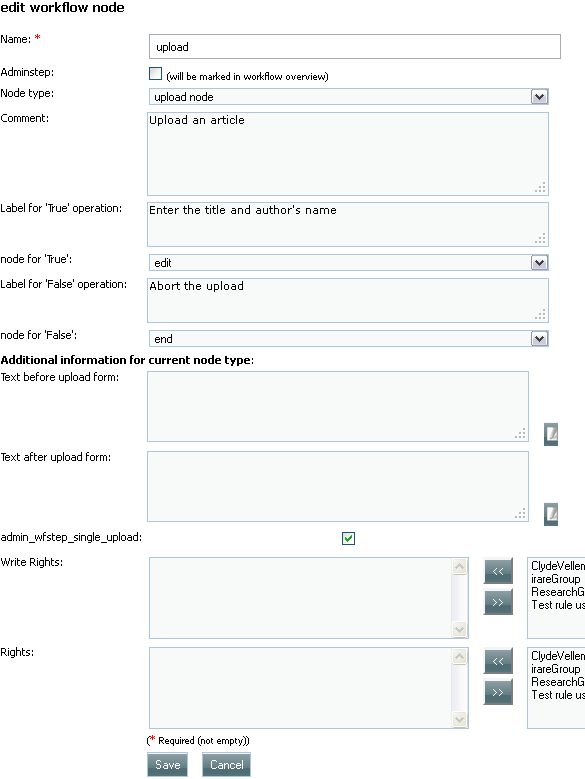 edit workflow node
Name: *
upload
Adminstep:
(will be marked in workflow overview)
Node type:
upload node
Comment:
Upload an article
Label for 'True' operation:
Enter the title and author's name
node for 'True':
edit
Label for 'False' operation:
Abort the upload
node for 'False':
end
Additional information for current node type:
Text before upload form:
Text after upload form:
admin_wfstep_single_upload:
Write Rights:
<<
>>
ClydeVellen
irareGroup
ResearchG
Test rule us
Rights:
<<
>>
ClydeVellen
irareGroup
ResearchG
Test rule us
(* Required (not empty))
Save
Cancel